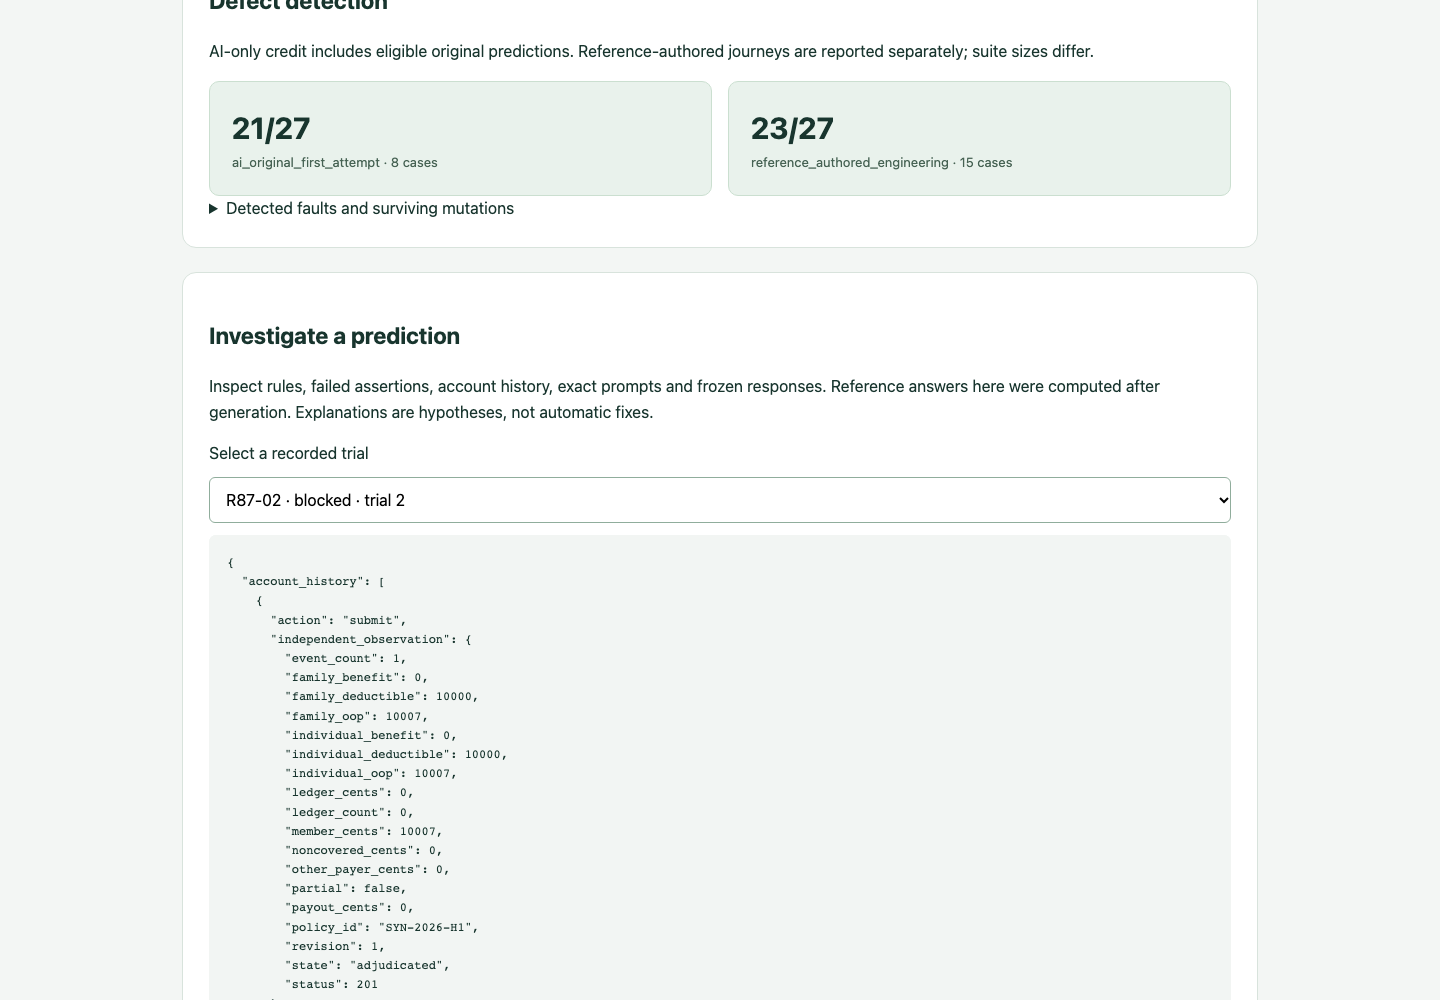 Defect detection
AI-only credit includes eligible original predictions. Reference-authored journeys are reported separately; suite sizes differ.
21/27
ai_original_first_attempt · 8 cases
23/27
reference_authored_engineering · 15 cases
Detected faults and surviving mutations
Investigate a prediction
Inspect rules, failed assertions, account history, exact prompts and frozen responses. Reference answers here were computed after
generation. Explanations are hypotheses, not automatic fixes.
Select a recorded trial
R87-02 · blocked · trial 2
{
"account_history": [
{
"action": "submit",
"independent_observation": {
"event_count": 1,
"family_benefit": 0,
"family_deductible": 10000,
"family_oop": 10007,
"individual_benefit": 0,
"individual_deductible": 10000,
"individual_oop": 10007,
"ledger_cents": 0,
"ledger_count": 0,
"member_cents": 10007,
"noncovered_cents": 0,
"other_payer_cents": 0,
"partial": false,
"payout_cents": 0,
"policy_id": "SYN-2026-H1",
"revision": 1,
"state": "adjudicated",
"status": 201